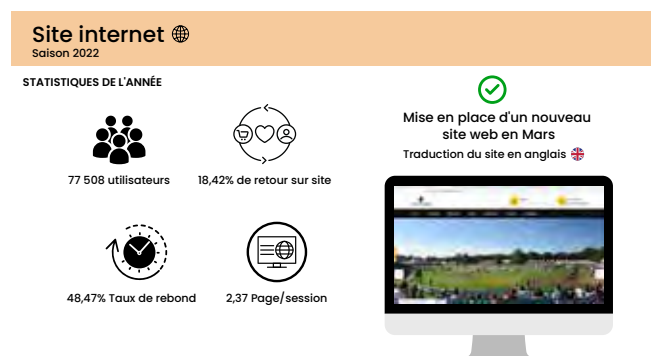 Site internet
Saison 2022
STATISTIQUES DE L'ANNÉE
77 508 utilisateurs
18,42% de retour sur site
48,47% Taux de rebond
2,37 Page/session
Mise en place d'un nouveau
site web en Mars
Traduction du site en anglais